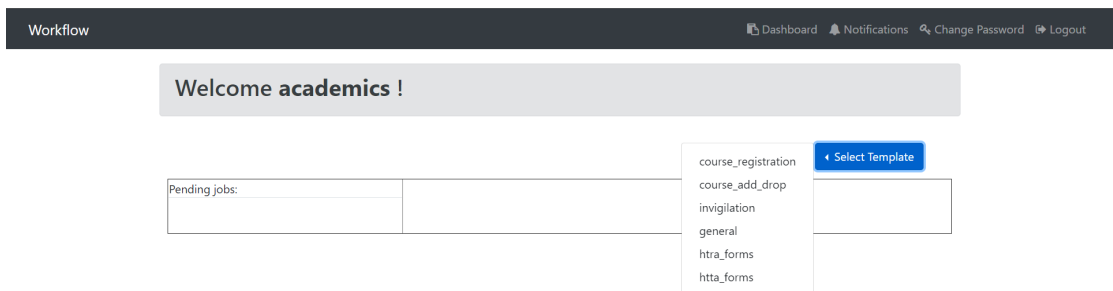 Workflow
Dashboard Notifications Change Password Logout
Welcome academics !
Select Template
course_registration
course_add_drop
invigilation
general
htra_forms
htta_forms
Pending jobs: